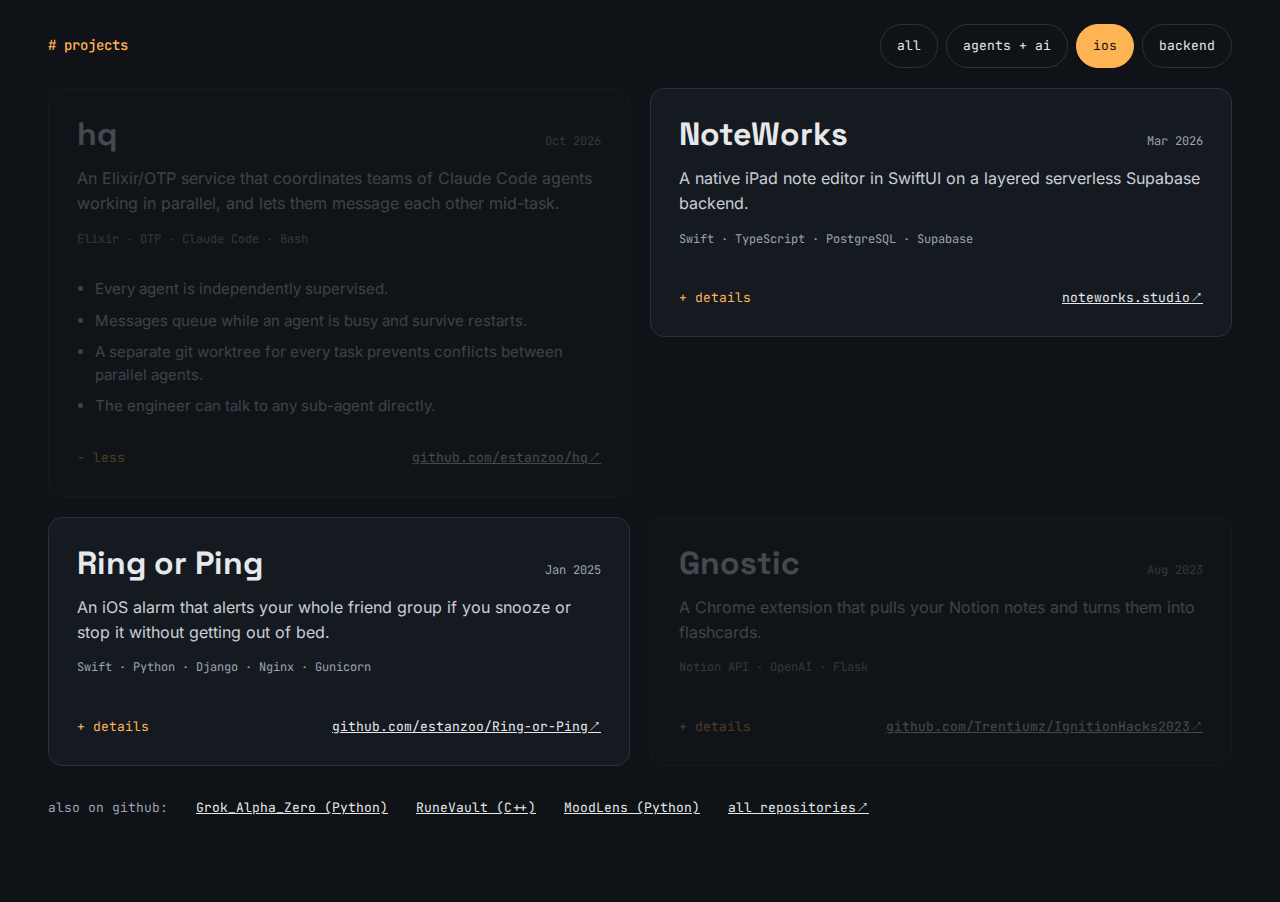 # projects
all
agents + ai
ios
backend
hq
Oct 2026
An Elixir/OTP service that coordinates teams of Claude Code agents
working in parallel, and lets them message each other mid-task.
Elixir · OTP · Claude Code · Bash
• Every agent is independently supervised.
• Messages queue while an agent is busy and survive restarts.
• A separate git worktree for every task prevents conflicts between
parallel agents.
• The engineer can talk to any sub-agent directly.
- less
github.com/estanzoo/hq↗
NoteWorks
Mar 2026
A native iPad note editor in SwiftUI on a layered serverless Supabase
backend.
Swift · TypeScript · PostgreSQL · Supabase
+ details
noteworks.studio↗
Ring or Ping
Jan 2025
An iOS alarm that alerts your whole friend group if you snooze or
stop it without getting out of bed.
Swift · Python · Django · Nginx · Gunicorn
+ details
github.com/estanzoo/Ring-or-Ping↗
Gnostic
Aug 2023
A Chrome extension that pulls your Notion notes and turns them into
flashcards.
Notion API · OpenAI · Flask
+ details
github.com/Trentiumz/IgnitionHacks2023↗
also on github: Grok_Alpha_Zero (Python) RuneVault (C++) MoodLens (Python) all repositories↗